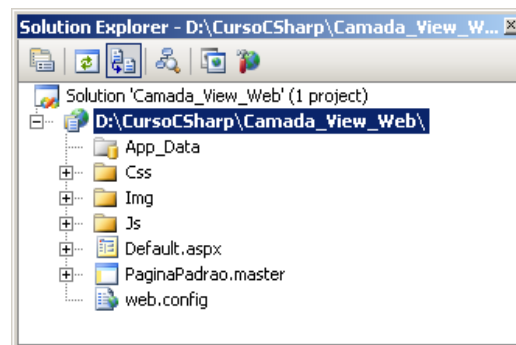 Solution Explorer - D:\CursoCSharp\Camada_View_W...
Solution 'Camada_View_Web' (1 project)
D:\CursoCSharp\Camada_View_Web\
App_Data
Css
Img
Js
Default.aspx
PaginaPadrao.master
web.config